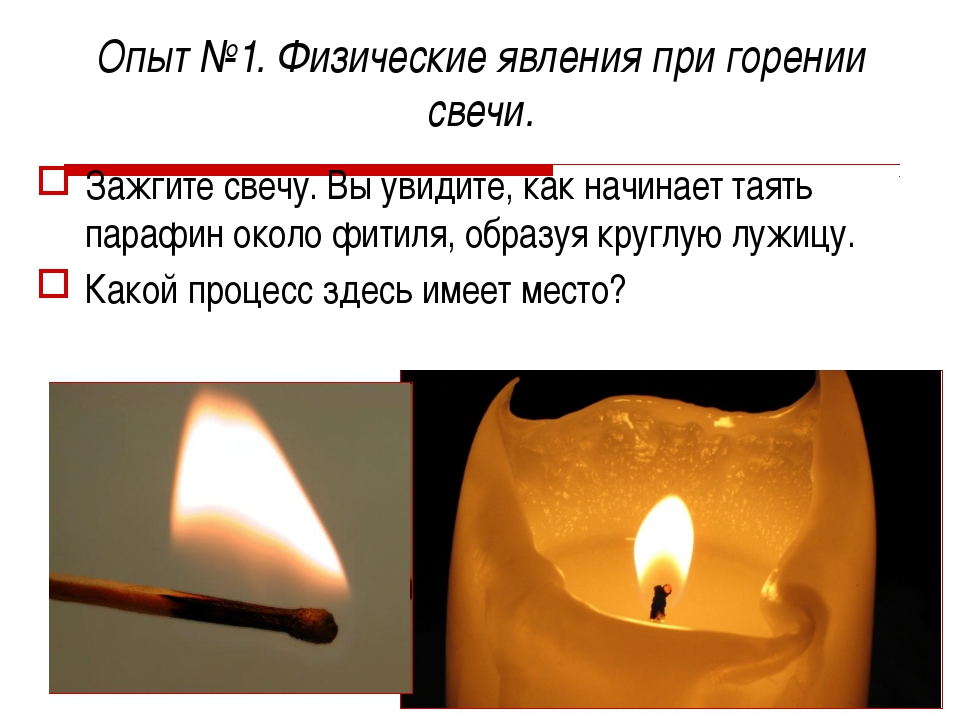 Опыт №1. Физические явления при горении
свечи.
Зажгите свечу. Вы увидите, как начинает таять
парафин около фитиля, образуя круглую лужицу.
Какой процесс здесь имеет место?